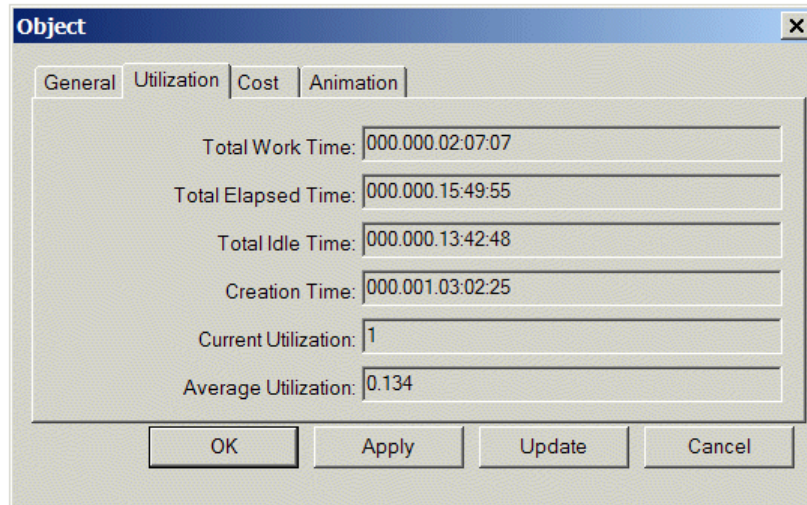 Object
General Utilization Cost Animation
Total Work Time: 000.000.02:07:07
Total Elapsed Time: 000.000.15:49:55
Total Idle Time: 000.000.13:42:48
Creation Time: 000.001.03:02:25
Current Utilization: 1
Average Utilization: 0.134
OK Apply Update Cancel